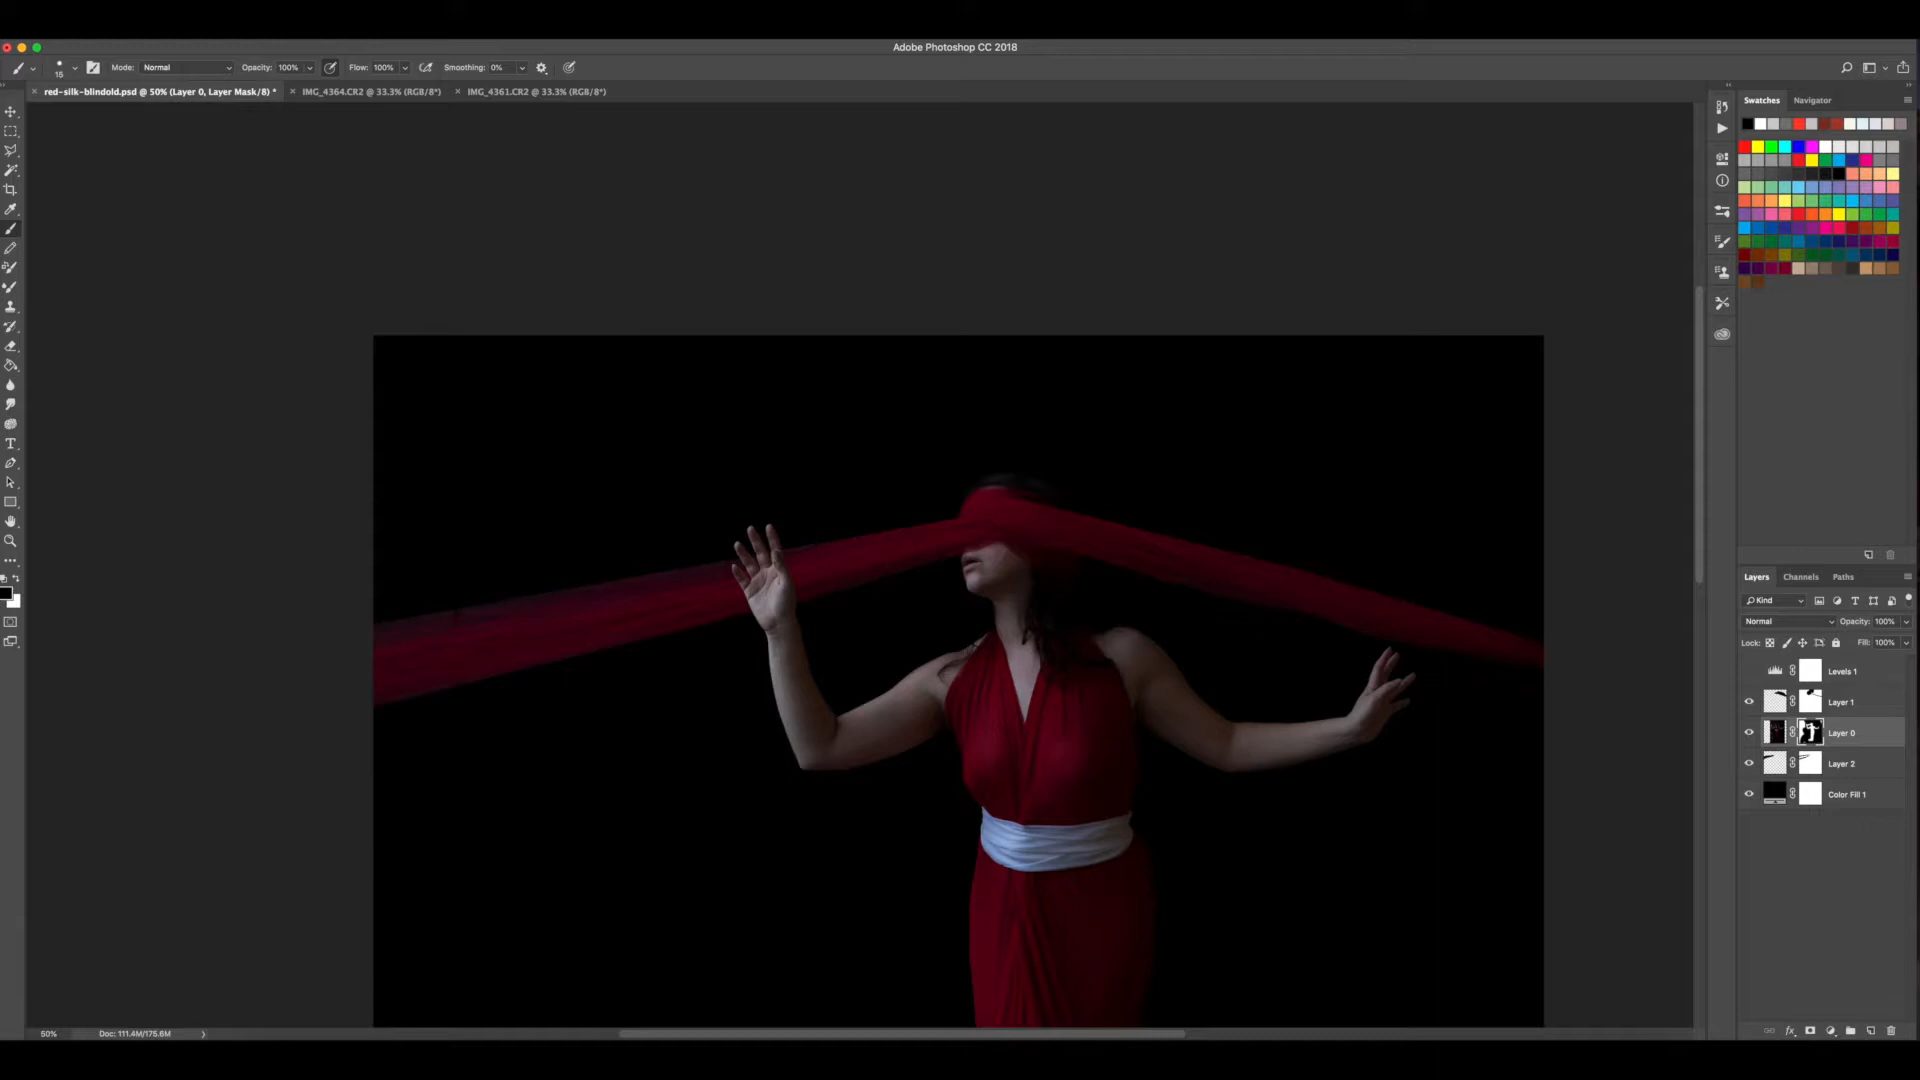 Adobe Photoshop CC 2018
15 Mode: Normal Opacity: 100% Flow: 100% Smoothing: 0%
red-silk-blindold.psd @ 50% (Layer 0, Layer Mask/8) * IMG_4364.CR2 @ 33.3% (RGB/8*) IMG_4361.CR2 @ 33.3% (RGB/8*)
Swatches Navigator
Layers Channels Paths
Kind
Normal Opacity: 100%
Lock: Fill: 100%
Levels 1
Layer 1
Layer 0
Layer 2
Color Fill 1
50% Doc: 111.4M/175.6M